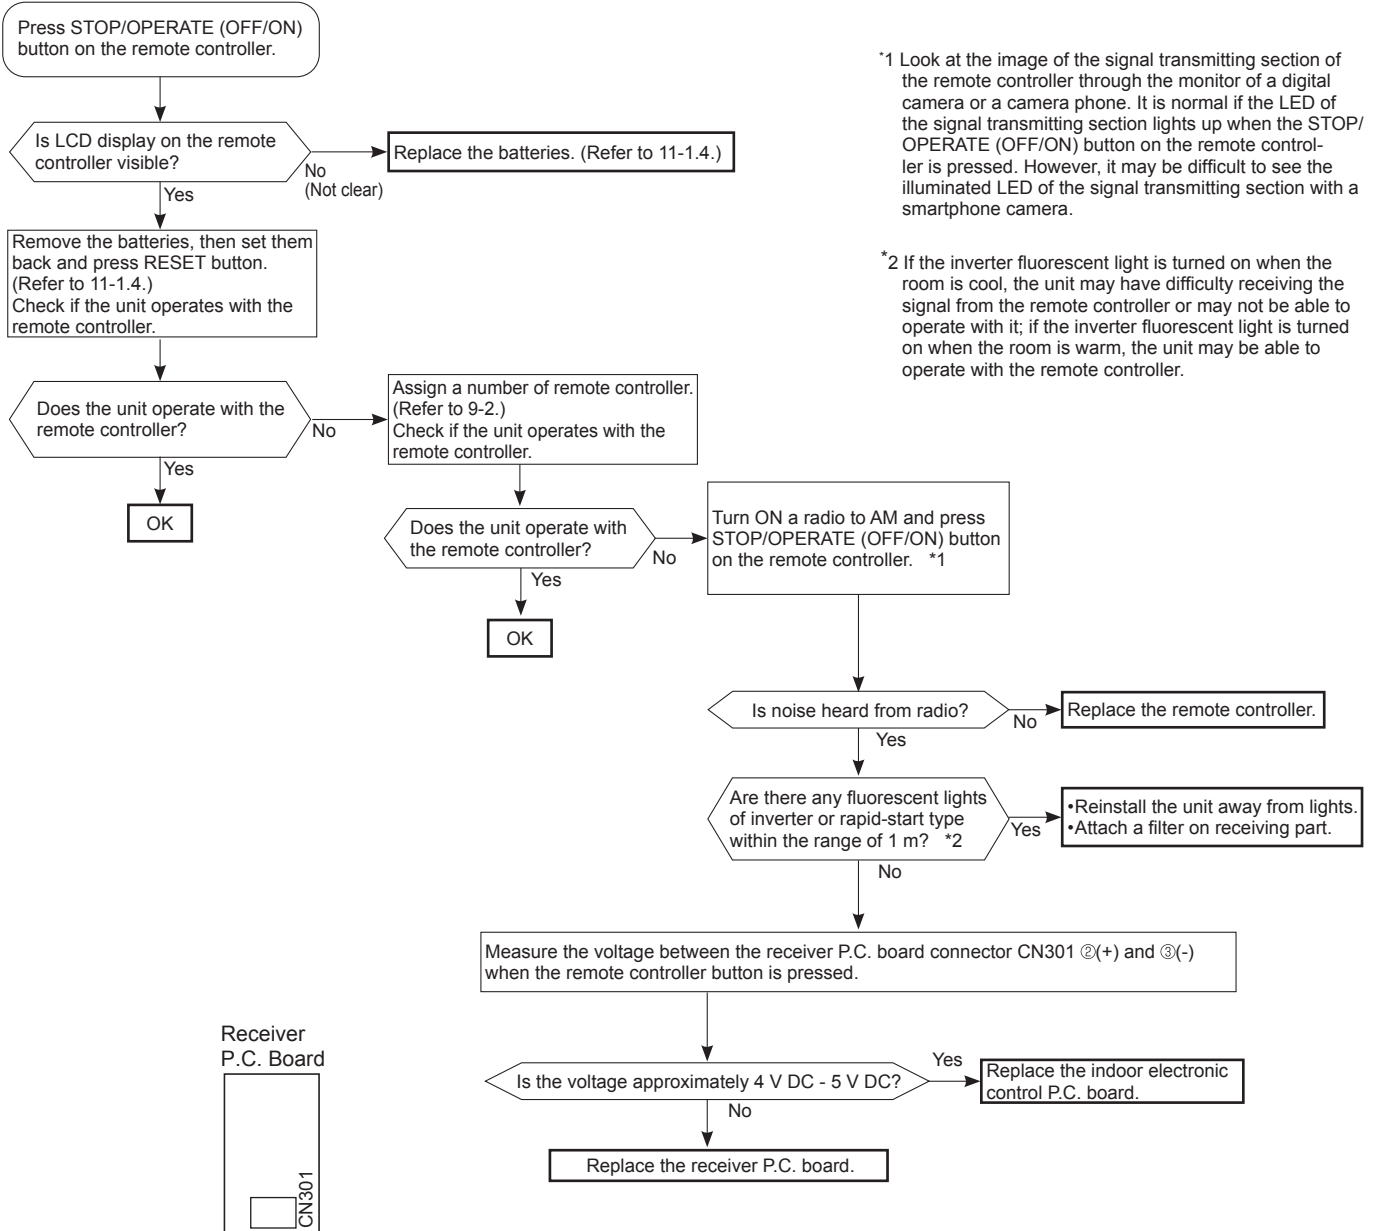 Press STOP/OPERATE (OFF/ON)
button on the remote controller.
Is LCD display on the remote
controller visible?
No
(Not clear)
Replace the batteries. (Refer to 11-1.4.)
Yes
Remove the batteries, then set them
back and press RESET button.
(Refer to 11-1.4.)
Check if the unit operates with the
remote controller.
Does the unit operate with the
remote controller?
No
Yes
OK
Assign a number of remote controller.
(Refer to 9-2.)
Check if the unit operates with the
remote controller.
Does the unit operate with
the remote controller?
No
Yes
OK
Turn ON a radio to AM and press
STOP/OPERATE (OFF/ON) button
on the remote controller. *1
Is noise heard from radio?
No
Replace the remote controller.
Yes
Are there any fluorescent lights
of inverter or rapid-start type
within the range of 1 m? *2
Yes
•Reinstall the unit away from lights.
•Attach a filter on receiving part.
No
Measure the voltage between the receiver P.C. board connector CN301 ②(+) and ③(-)
when the remote controller button is pressed.
Is the voltage approximately 4 V DC - 5 V DC?
Yes
Replace the indoor electronic
control P.C. board.
No
Replace the receiver P.C. board.
Receiver
P.C. Board
CN301
*1 Look at the image of the signal transmitting section of
the remote controller through the monitor of a digital
camera or a camera phone. It is normal if the LED of
the signal transmitting section lights up when the STOP/
OPERATE (OFF/ON) button on the remote control-
ler is pressed. However, it may be difficult to see the
illuminated LED of the signal transmitting section with a
smartphone camera.
*2 If the inverter fluorescent light is turned on when the
room is cool, the unit may have difficulty receiving the
signal from the remote controller or may not be able to
operate with it; if the inverter fluorescent light is turned
on when the room is warm, the unit may be able to
operate with the remote controller.